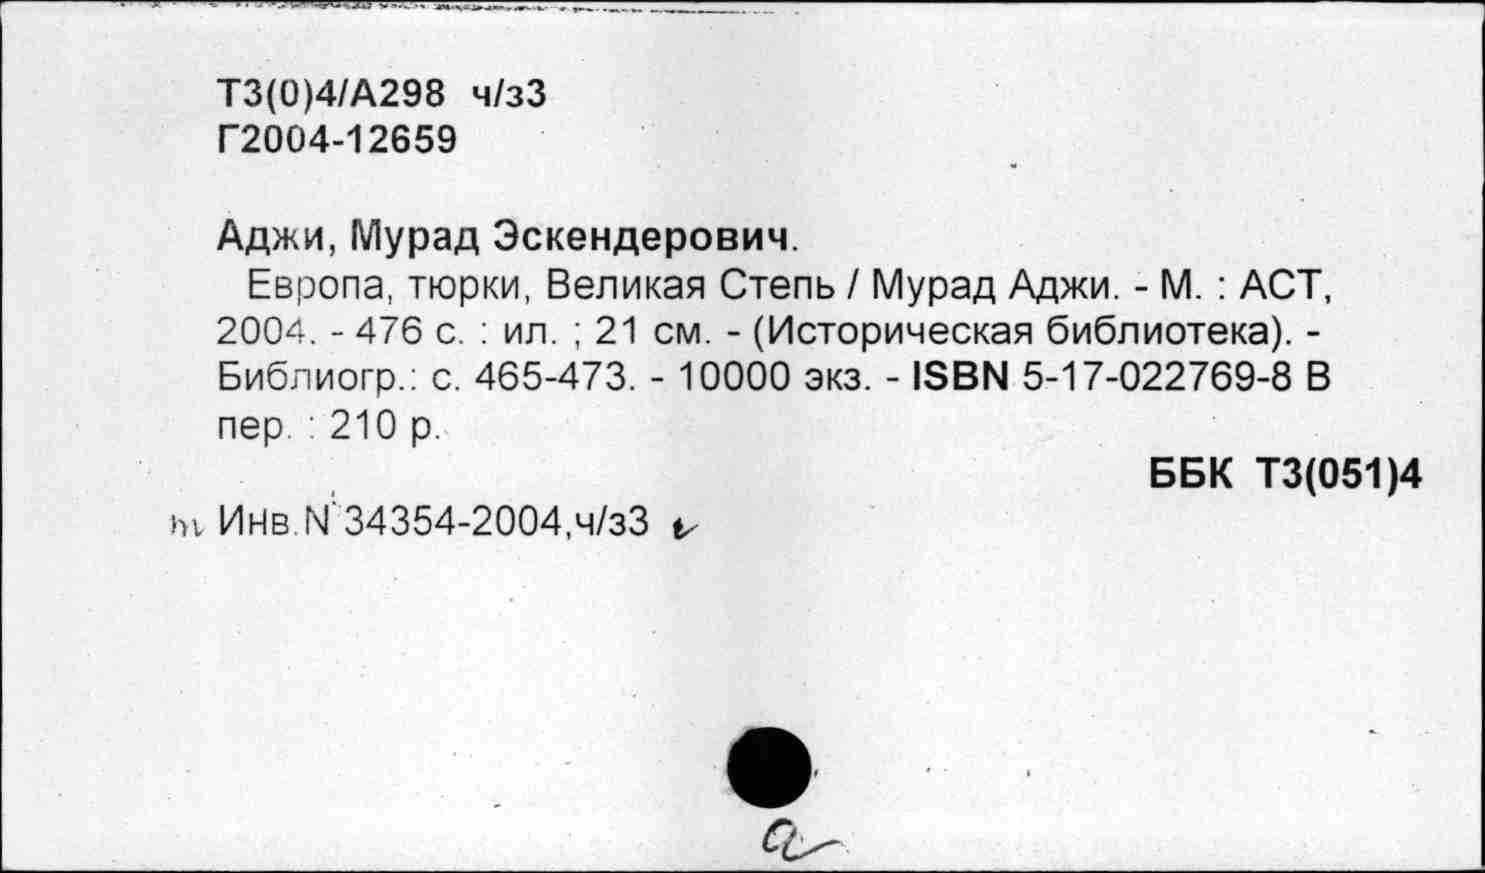 Т3(0)4/А298 ч/з3
Г2004-12659
Аджи, Мурад Эскендерович.
Европа, тюрки, Великая Степь / Мурад Аджи. - М. : АСТ,
2004. - 476 с. : ил. ; 21 см. - (Историческая библиотека). -
Библиогр.: с. 465-473. - 10000 экз. - ISBN 5-17-022769-8 В
пер. : 210 р.
ББК Т3(051)4
Инв.N 34354-2004,ч/з3